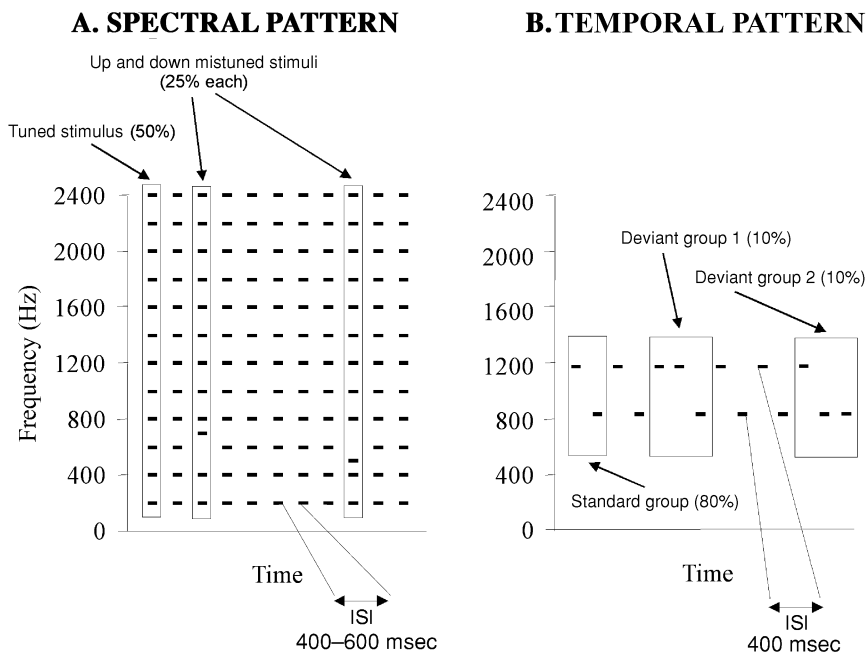 A. SPECTRAL PATTERN
Up and down mistuned stimuli
(25% each)
Tuned stimulus (50%)
2400
2000
1600
1200
800
400
0
Frequency (Hz)
Time
ISI
400–600 msec
B. TEMPORAL PATTERN
2400
2000
1600
1200
800
400
0
Deviant group 1 (10%)
Deviant group 2 (10%)
Standard group (80%)
Time
ISI
400 msec